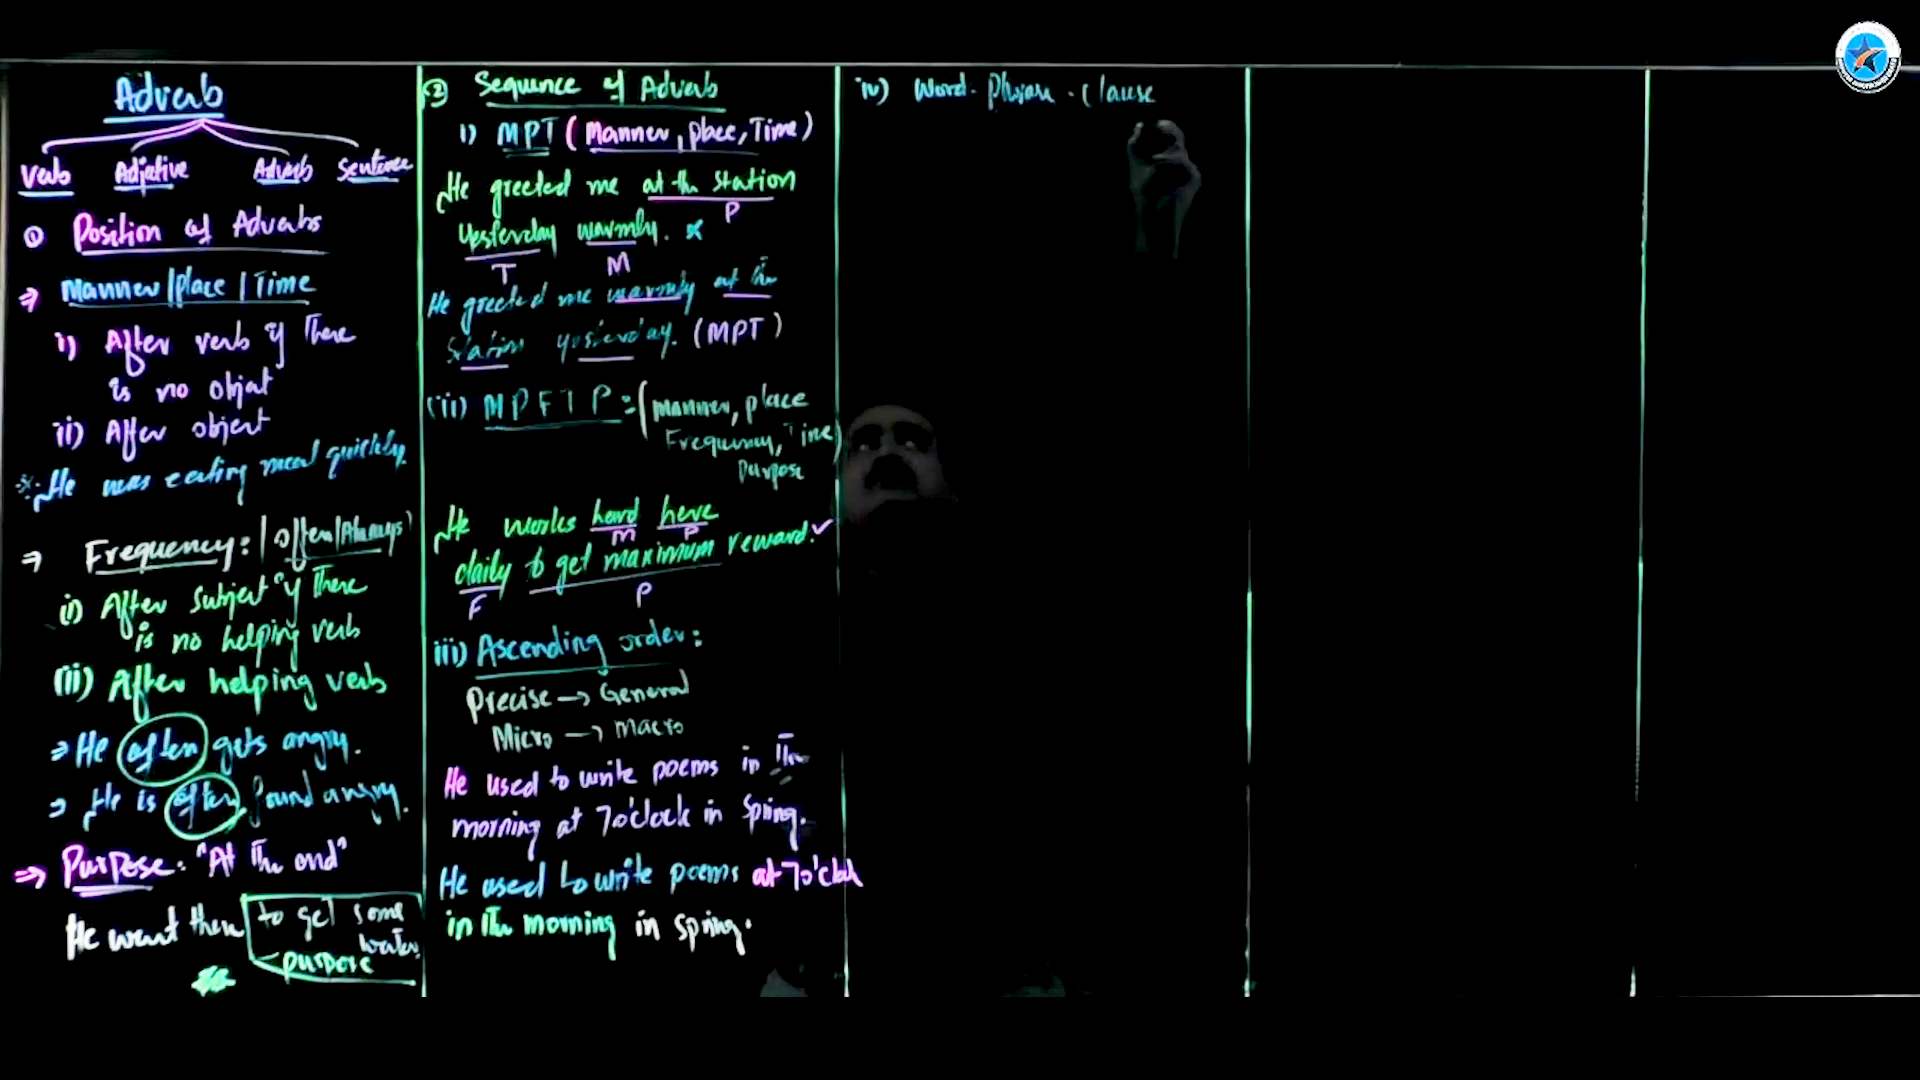 Adverb
Verb Adjective Adverb Sentence
① Position of Adverbs
⇒ Manner/place/Time
i) After verb if there
is no object
ii) After object
He was eating meal quickly.
⇒ Frequency: (often/Always)
(i) After subject if there
is no helping verb
(ii) After helping verb
⇒ He often gets angry.
⇒ He is often found angry.
⇒ Purpose: "At the end"
He went there to get some
water.
purpose
② Sequence of Adverb
i) MPT (Manner, place, Time)
He greeted me at the station
P
yesterday warmly. ×
T M
He greeted me warmly at the
station yesterday. (MPT)
(ii) MPFTP = (manner, place
Frequency, Time)
Purpose
He works hard here
M P
daily to get maximum reward. ✓
F P
iii) Ascending order:
Precise → General
Micro → Macro
He used to write poems in the
morning at 7o'clock in spring.
He used to write poems at 7o'clock
in the morning in spring.
iv) Word. Phrase. Clause